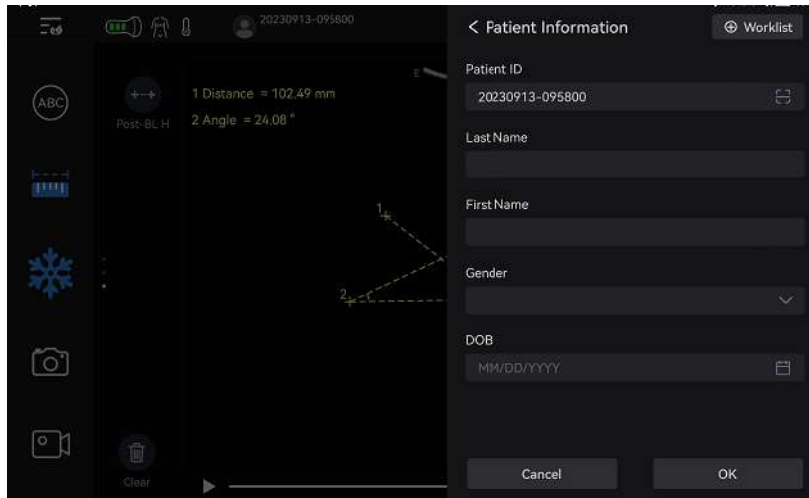 20230913-095800
Patient Information
Worklist
E
ABC
Post-BL H
1 Distance = 102.49 mm
2 Angle = 24.08 °
1
2
Patient ID
20230913-095800
Last Name
First Name
Gender
DOB
MM/DD/YYYY
Clear
Cancel
OK